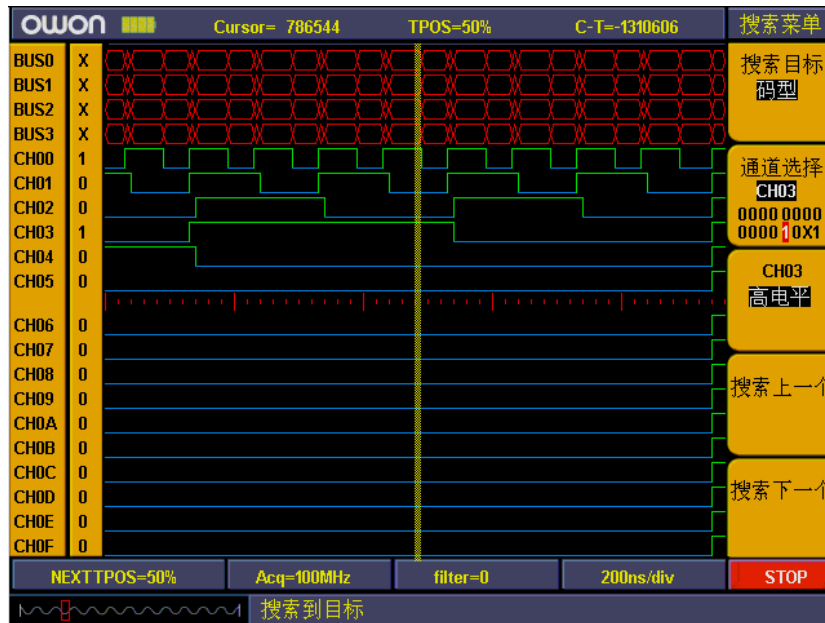 OWON Cursor= 786544 TPOS=50% C-T=-1310606 搜索菜单
BUS0 X
BUS1 X
BUS2 X
BUS3 X
CH00 1
CH01 0
CH02 0
CH03 1
CH04 0
CH05 0
CH06 0
CH07 0
CH08 0
CH09 0
CH0A 0
CH0B 0
CH0C 0
CH0D 0
CH0E 0
CH0F 0
搜索目标
码型
通道选择
CH03
0000 0000
0000 10X1
CH03
高电平
搜索上一个
搜索下一个
NEXTTPOS=50% Acq=100MHz filter=0 200ns/div STOP
搜索到目标